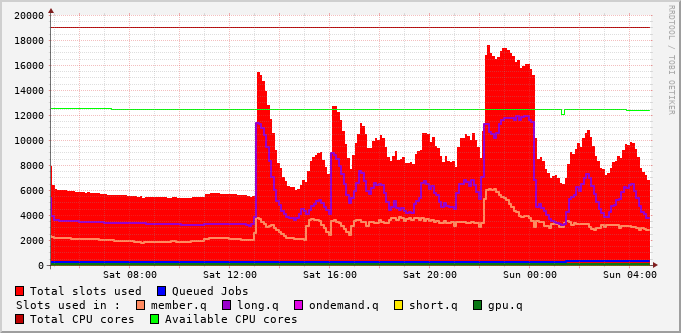 20000
18000
16000
14000
12000
10000
8000
6000
4000
2000
0
Sat 08:00 Sat 12:00 Sat 16:00 Sat 20:00 Sun 00:00 Sun 04:00
Total slots used Queued Jobs
Slots used in : member.q long.q ondemand.q short.q gpu.q
Total CPU cores Available CPU cores
RRDTOOL / TOBI OETIKER